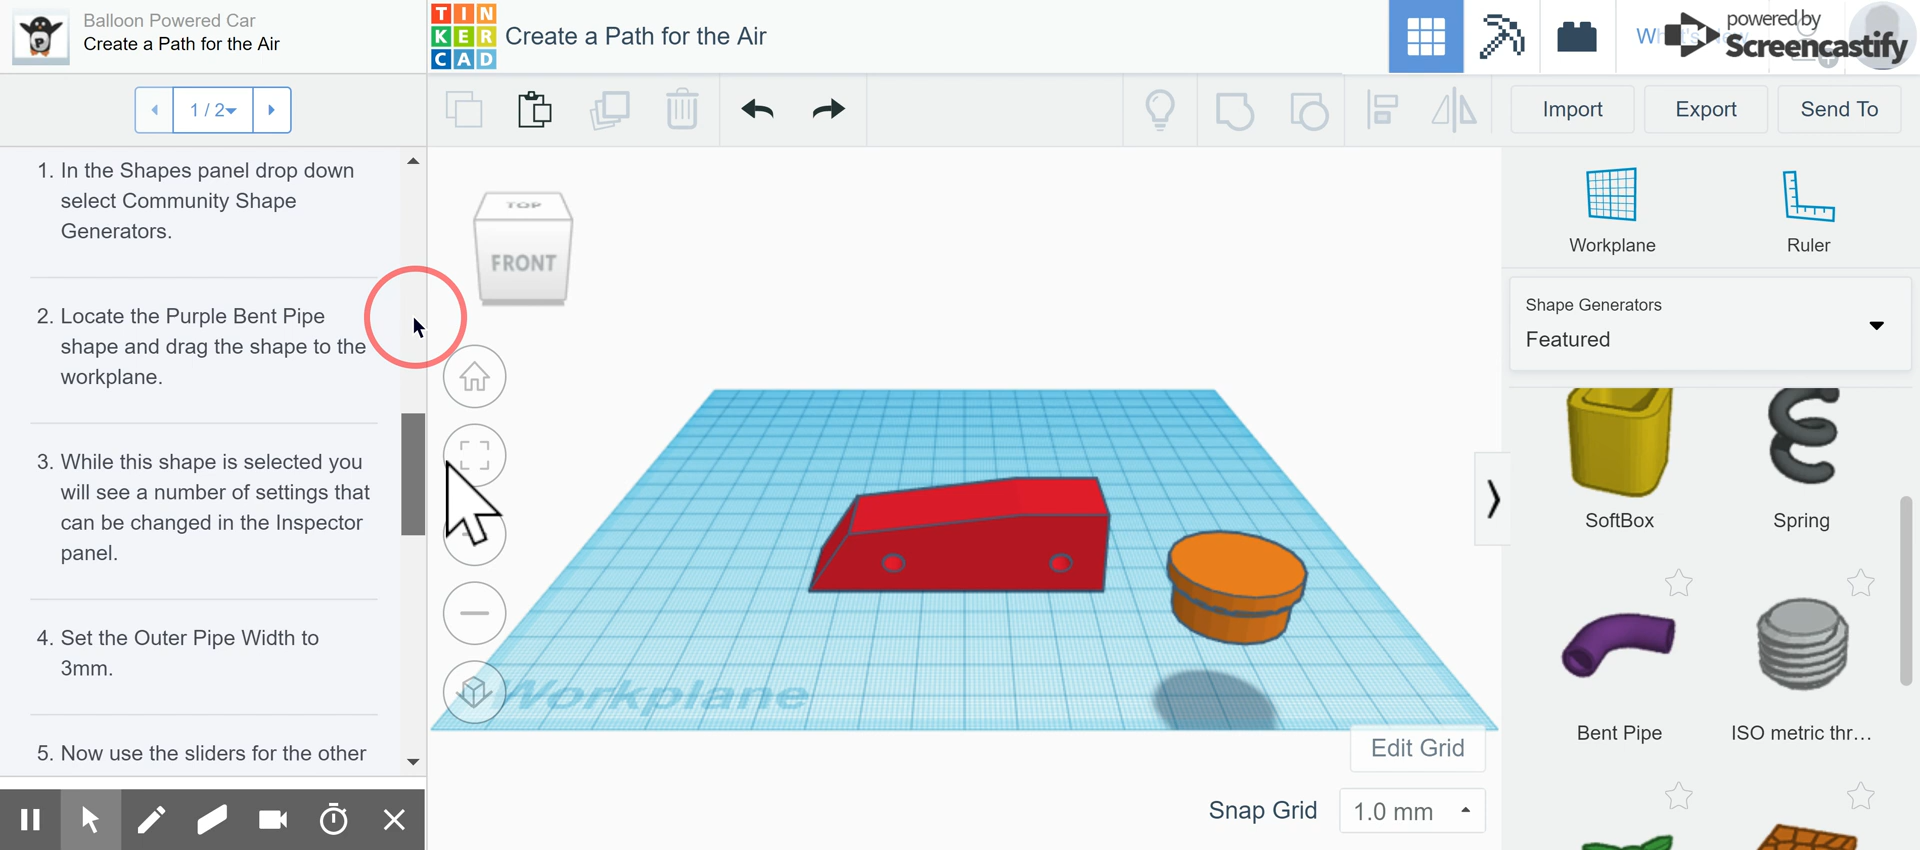 Balloon Powered Car
Create a Path for the Air
TIN
KER
CAD
Create a Path for the Air
powered by
Screencastify
1 / 2
Import
Export
Send To
1. In the Shapes panel drop down
select Community Shape
Generators.
2. Locate the Purple Bent Pipe
shape and drag the shape to the
workplane.
3. While this shape is selected you
will see a number of settings that
can be changed in the Inspector
panel.
4. Set the Outer Pipe Width to
3mm.
5. Now use the sliders for the other
TOP
FRONT
Workplane
Edit Grid
Snap Grid
1.0 mm
Workplane
Ruler
Shape Generators
Featured
SoftBox
Spring
Bent Pipe
ISO metric thr...
P